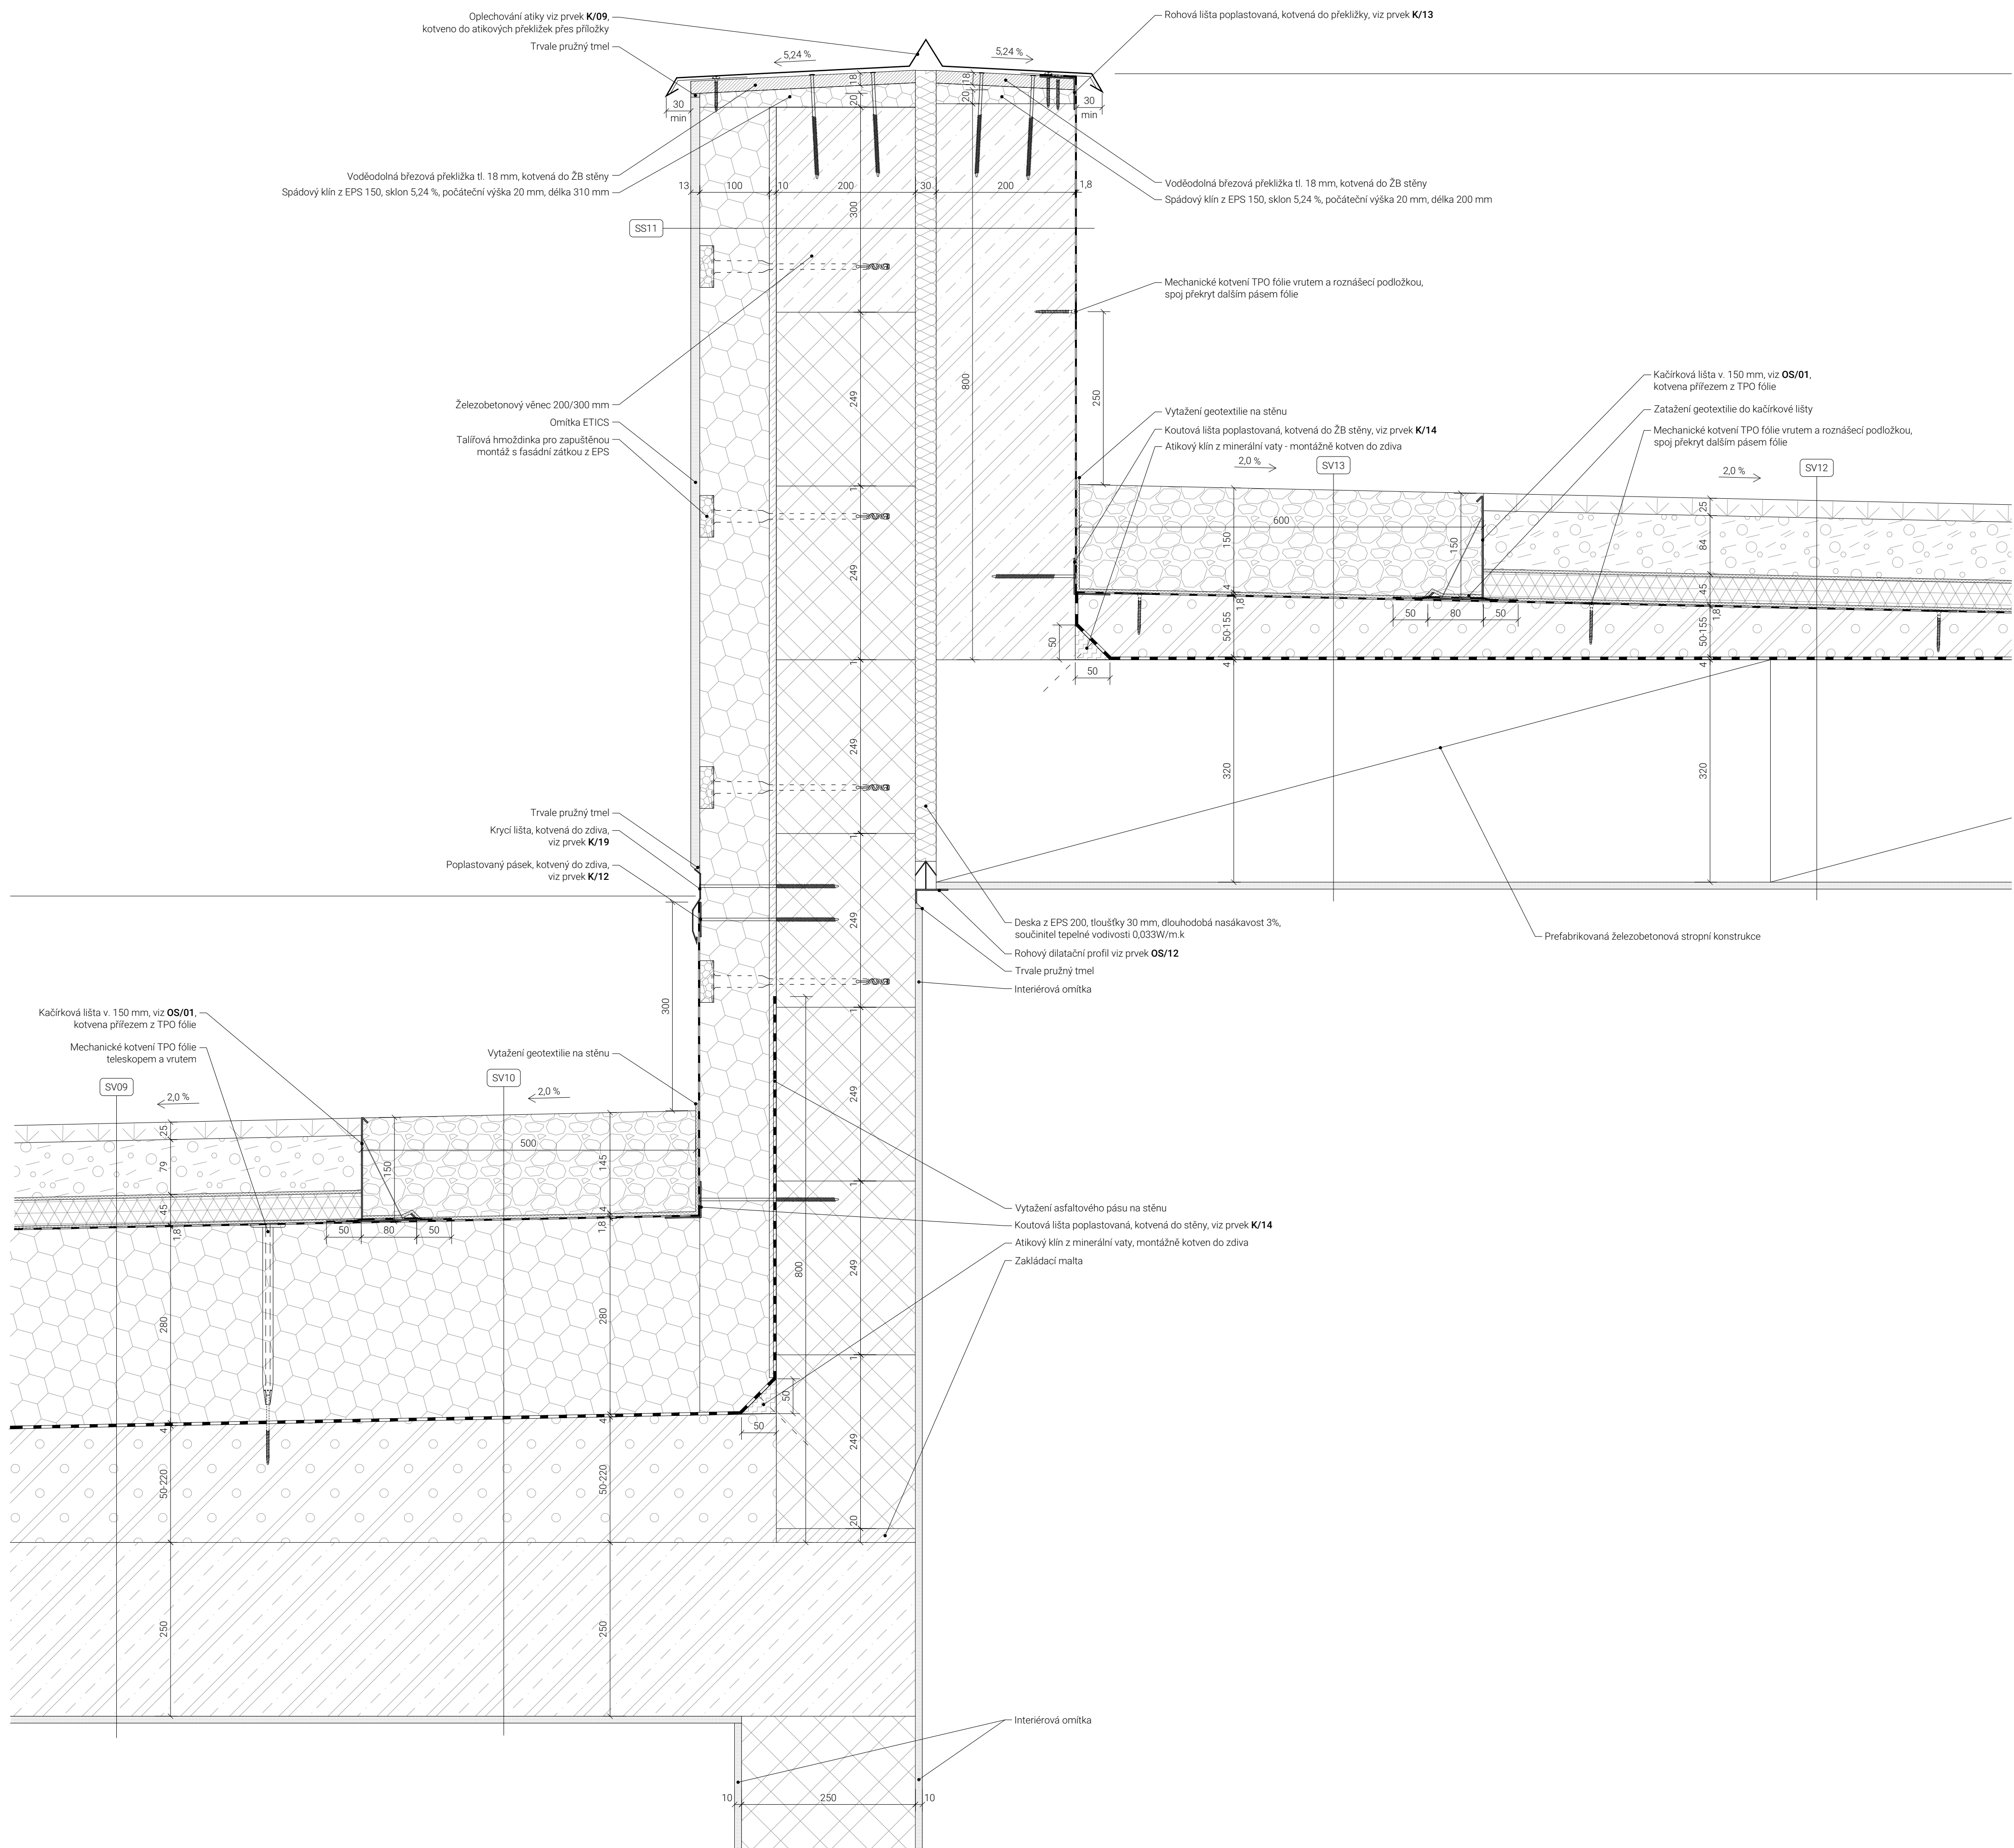 Oplechování atiky viz prvek K/09,
kotveno do atikových překližek přes příložky
Trvale pružný tmel
Rohová lišta poplastovaná, kotvená do překližky, viz prvek K/13
5,24 %
5,24 %
18
20
18
20
30
min
30
min
Voděodolná březová překližka tl. 18 mm, kotvená do ŽB stěny
Spádový klín z EPS 150, sklon 5,24 %, počáteční výška 20 mm, délka 310 mm
Voděodolná březová překližka tl. 18 mm, kotvená do ŽB stěny
Spádový klín z EPS 150, sklon 5,24 %, počáteční výška 20 mm, délka 200 mm
13
100
10
200
30
200
1,8
300
SS11
Mechanické kotvení TPO fólie vrutem a roznášecí podložkou,
spoj překryt dalším pásem fólie
Železobetonový věnec 200/300 mm
Omítka ETICS
Talířová hmoždinka pro zapuštěnou
montáž s fasádní zátkou z EPS
249
800
250
Vytažení geotextilie na stěnu
Koutová lišta poplastovaná, kotvená do ŽB stěny, viz prvek K/14
Atikový klín z minerální vaty - montážně kotven do zdiva
Kačírková lišta v. 150 mm, viz OS/01,
kotvena přířezem z TPO fólie
Zatažení geotextilie do kačírkové lišty
Mechanické kotvení TPO fólie vrutem a roznášecí podložkou,
spoj překryt dalším pásem fólie
2,0 %
SV13
2,0 %
SV12
1
249
600
150
150
25
84
45
4
1,8
1,8
50
80
50
50-155
50-155
50
50
4
4
1
249
320
320
1
Trvale pružný tmel
Krycí lišta, kotvená do zdiva,
viz prvek K/19
Poplastovaný pásek, kotvený do zdiva,
viz prvek K/12
249
Deska z EPS 200, tloušťky 30 mm, dlouhodobá nasákavost 3%,
součinitel tepelné vodivosti 0,033W/m.k
Rohový dilatační profil viz prvek OS/12
Trvale pružný tmel
Interiérová omítka
Prefabrikovaná železobetonová stropní konstrukce
300
1
Kačírková lišta v. 150 mm, viz OS/01,
kotvena přířezem z TPO fólie
Mechanické kotvení TPO fólie
teleskopem a vrutem
Vytažení geotextilie na stěnu
SV09
2,0 %
SV10
2,0 %
249
25
79
45
1,8
500
150
145
4
1,8
50
80
50
1
Vytažení asfaltového pásu na stěnu
Koutová lišta poplastovaná, kotvená do stěny, viz prvek K/14
Atikový klín z minerální vaty, montážně kotven do zdiva
Zakládací malta
800
249
280
280
1
50
50
4
4
249
50-220
50-220
20
250
250
Interiérová omítka
10
250
10